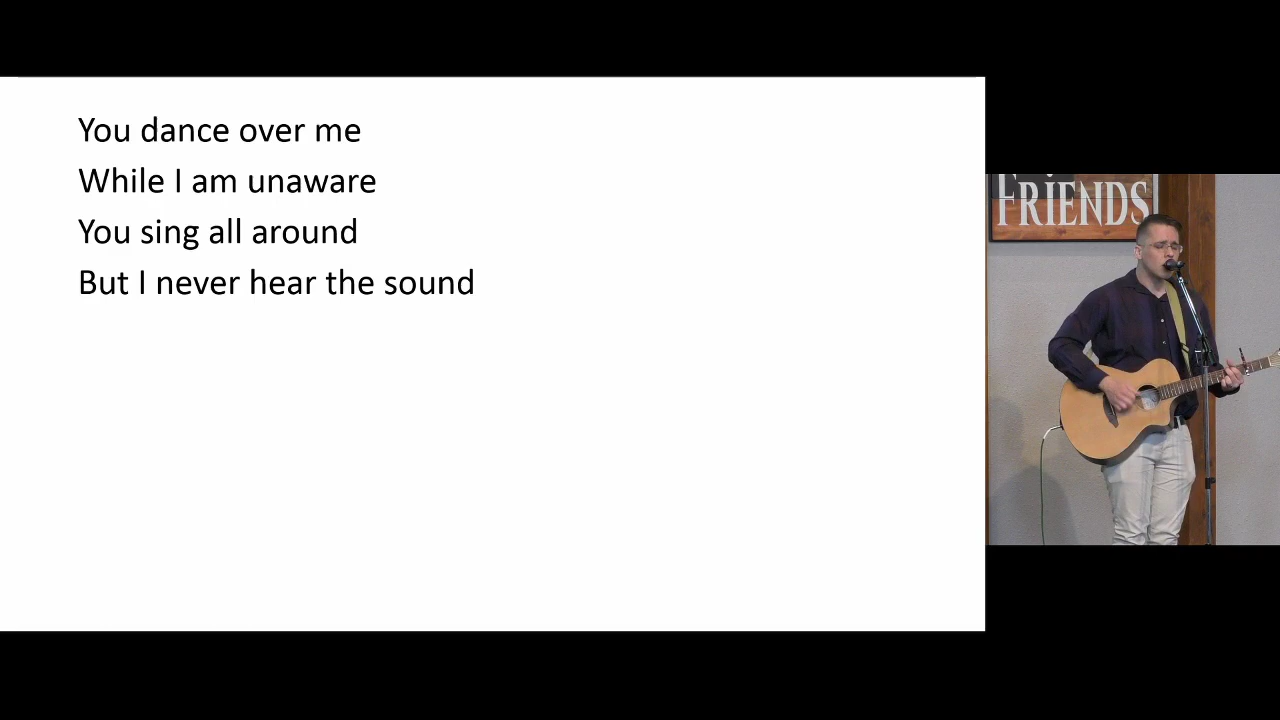 You dance over me
While I am unaware
You sing all around
But I never hear the sound
FRIENDS